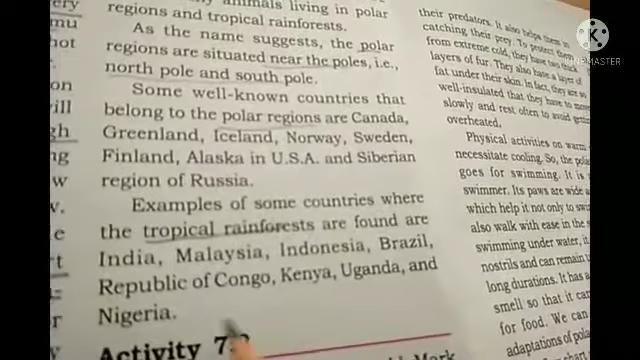 animals living in polar
regions and tropical rainforests.
As the name suggests, the polar
regions are situated near the poles, i.e.,
north pole and south pole.
Some well-known countries that
belong to the polar regions are Canada,
Greenland, Iceland, Norway, Sweden,
Finland, Alaska in U.S.A. and Siberian
region of Russia.
Examples of some countries where
the tropical rainforests are found are
India, Malaysia, Indonesia, Brazil,
Republic of Congo, Kenya, Uganda, and
Nigeria.
Activity
their predators. It also helps them in
catching their prey. To protect them
from extreme cold, they have two thick
layers of fur. They also have a layer of
fat under their skin. In fact, they are so
well-insulated that they have to move
slowly and rest often to avoid getting
overheated.
Physical activities on warm
necessitate cooling. So, the
goes for swimming. It is
swimmer. Its paws are wide
which help it not only to
also walk with ease in the
swimming under water, it
nostrils and can remain
long durations. It has
smell so that it
for food. We can
adaptations of
KINEMASTER